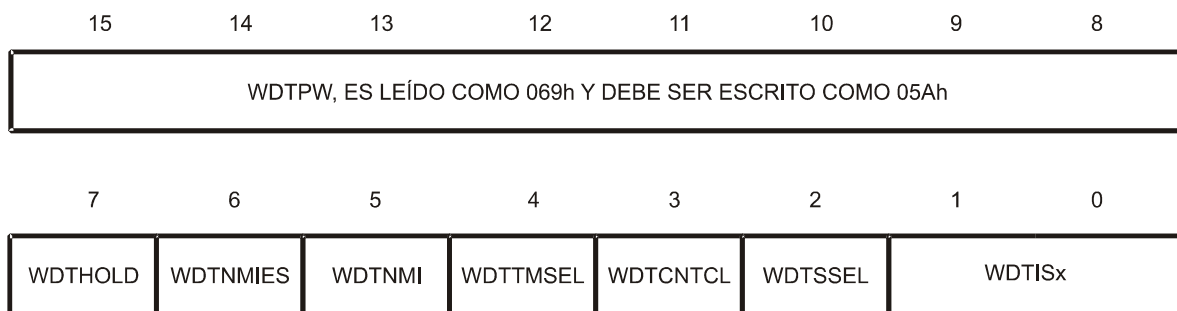 15 14 13 12 11 10 9 8
WDTPW, ES LEÍDO COMO 069h Y DEBE SER ESCRITO COMO 05Ah
7 6 5 4 3 2 1 0
WDTHOLD WDTNMIES WDTNMI WDTTMSEL WDTCNTCL WDTSSEL WDTISx